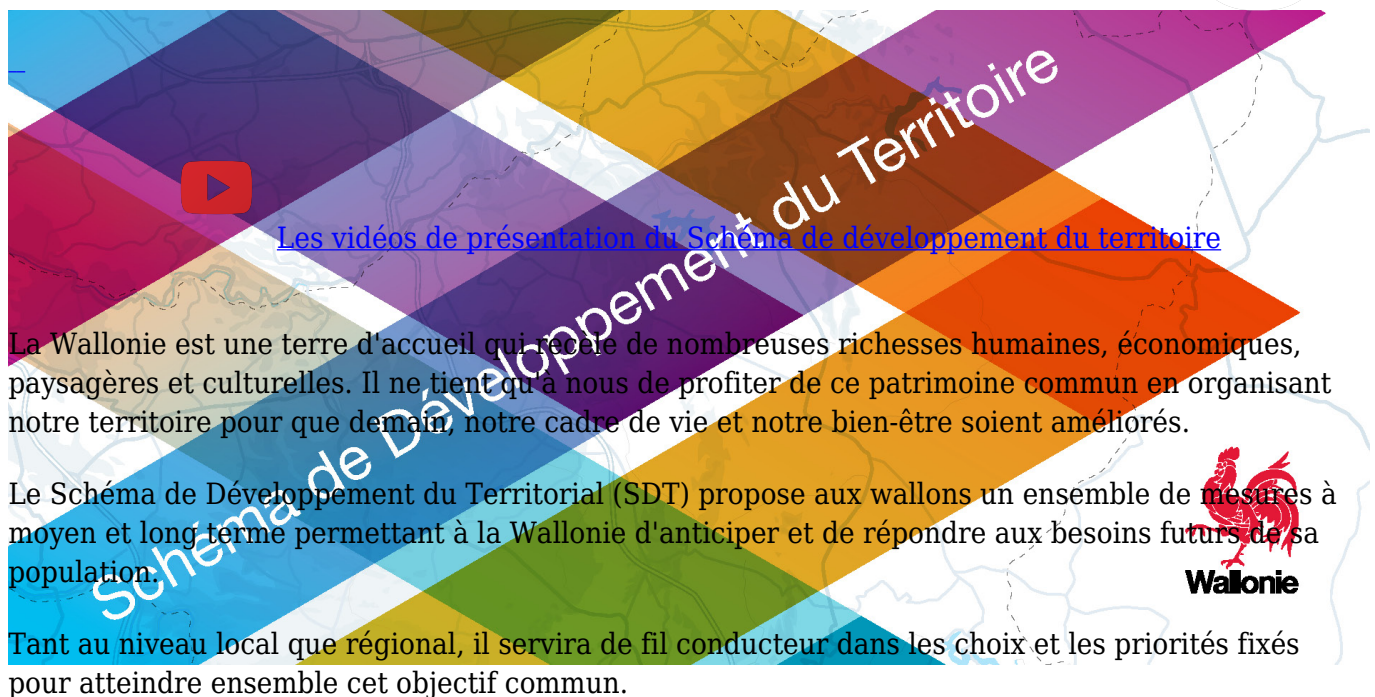 Schéma de Développement du Territoire
Les vidéos de présentation du Schéma de développement du territoire
La Wallonie est une terre d'accueil qui recèle de nombreuses richesses humaines, économiques,
paysagères et culturelles. Il ne tient qu'à nous de profiter de ce patrimoine commun en organisant
notre territoire pour que demain, notre cadre de vie et notre bien-être soient améliorés.
Le Schéma de Développement du Territorial (SDT) propose aux wallons un ensemble de mesures à
moyen et long terme permettant à la Wallonie d'anticiper et de répondre aux besoins futurs de sa
population.
Wallonie
Tant au niveau local que régional, il servira de fil conducteur dans les choix et les priorités fixés
pour atteindre ensemble cet objectif commun.